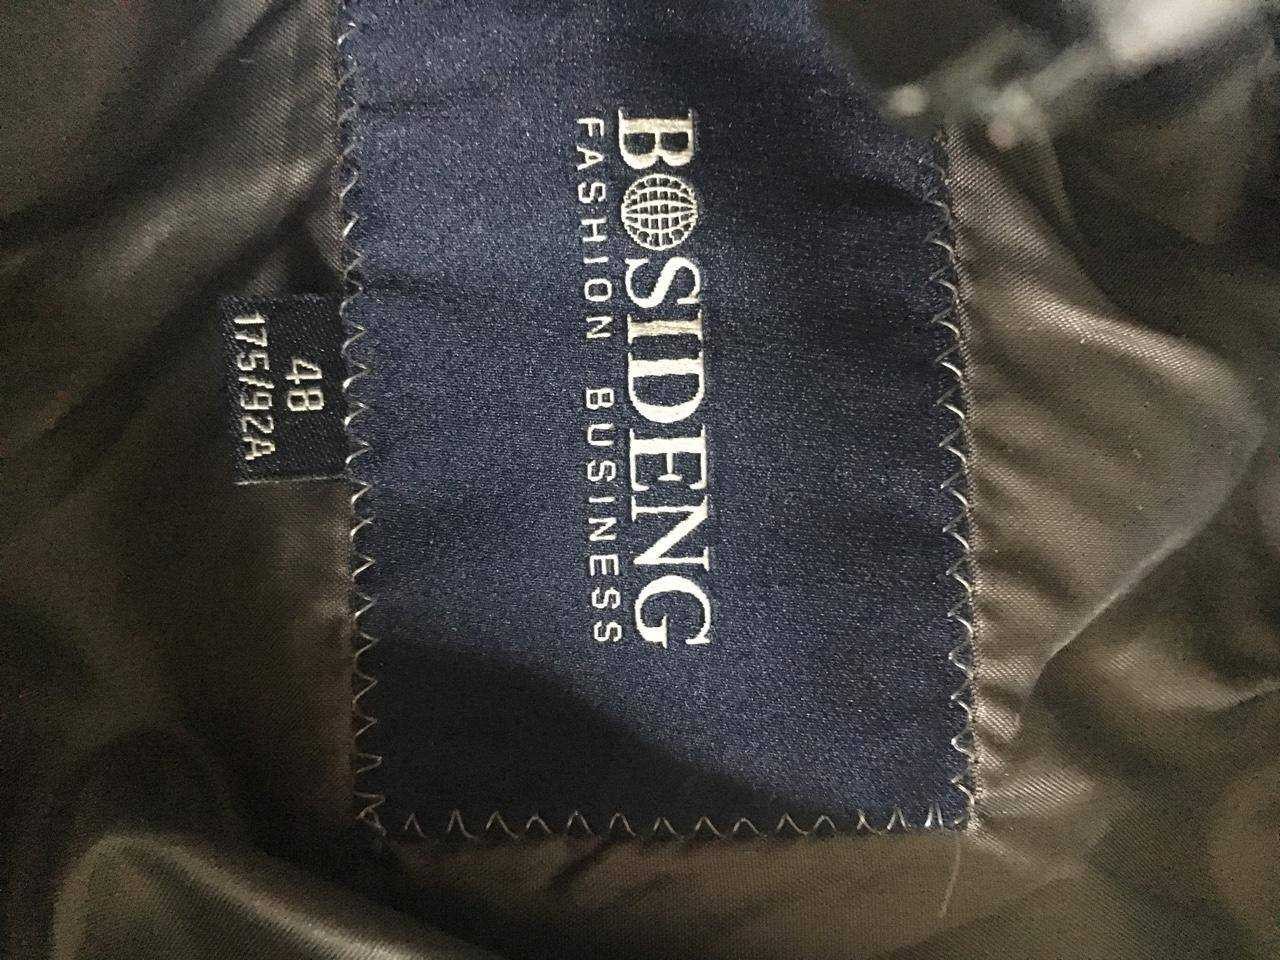 BOSIDENG
FASHION BUSINESS
48
175/92A